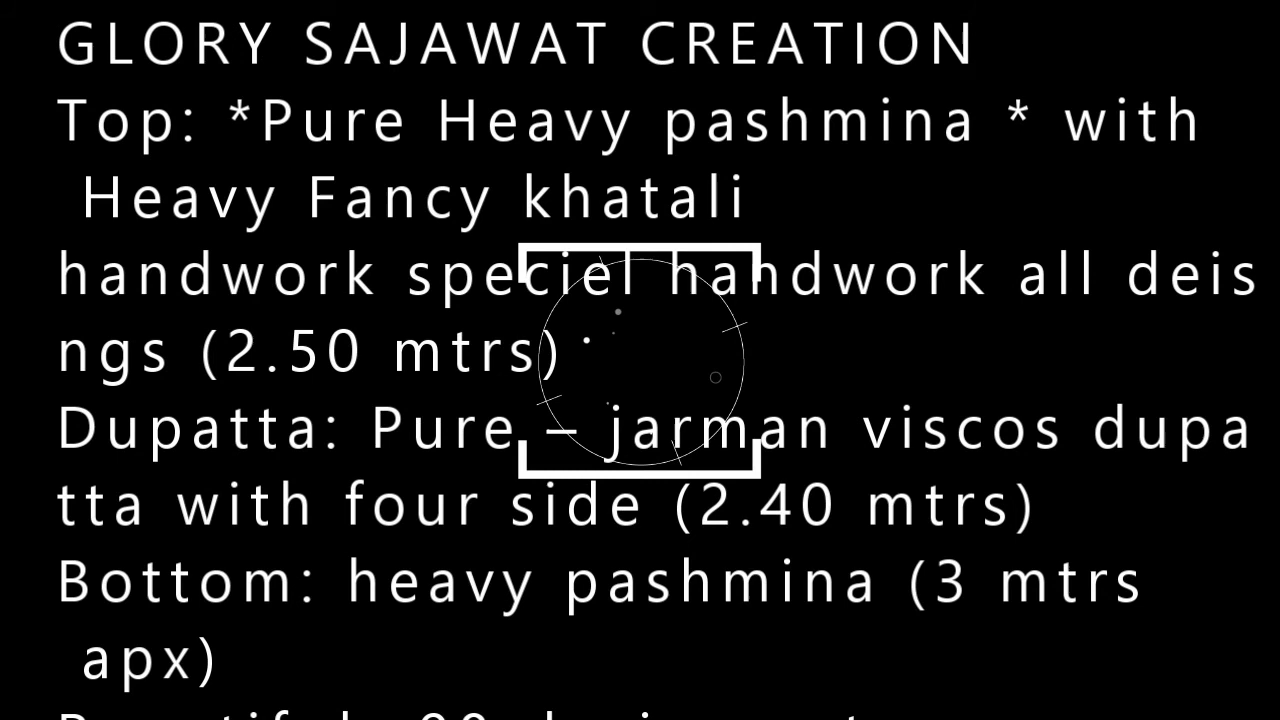 GLORY SAJAWAT CREATION
Top: *Pure Heavy pashmina * with
Heavy Fancy khatali
handwork speciel handwork all deis
ngs (2.50 mtrs)
Dupatta: Pure – jarman viscos dupa
tta with four side (2.40 mtrs)
Bottom: heavy pashmina (3 mtrs
apx)